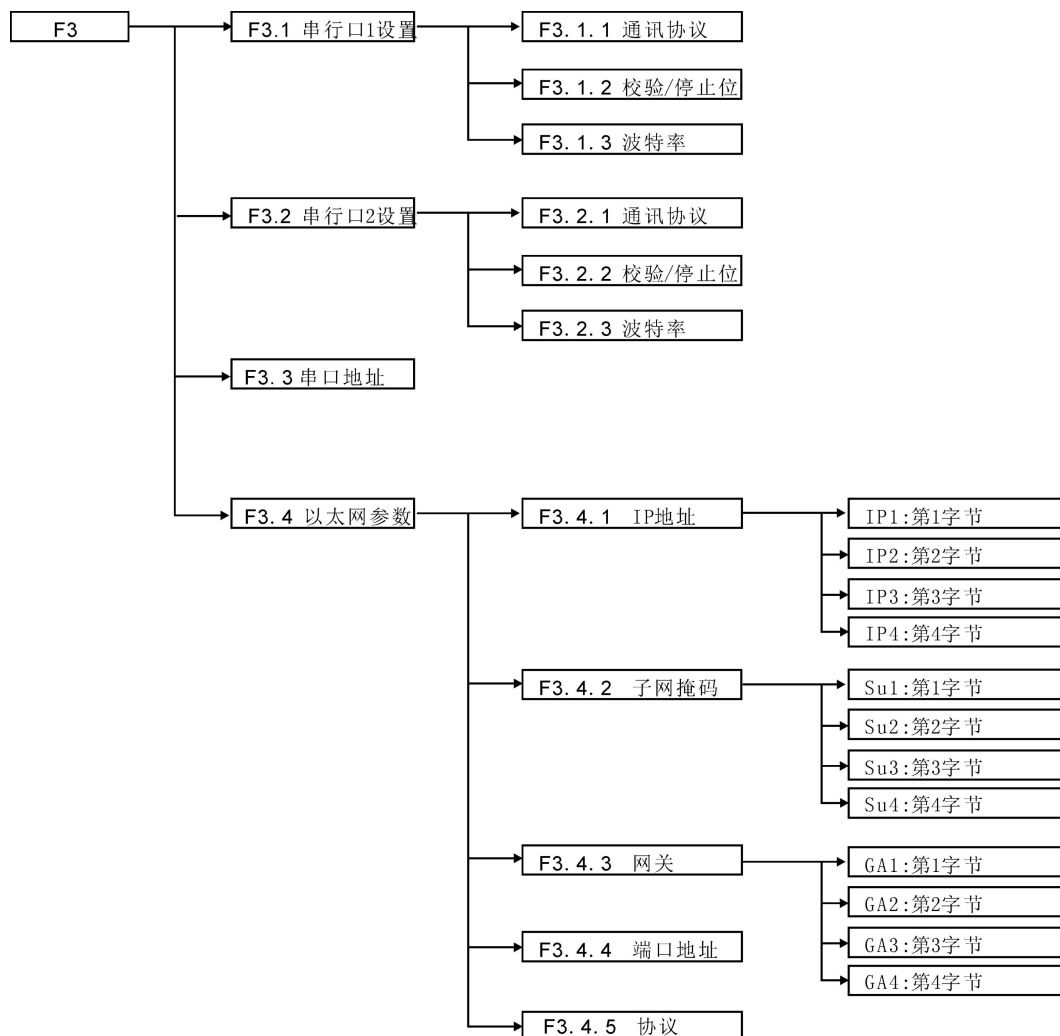 F3
F3.1 串行口1设置
F3.1.1 通讯协议
F3.1.2 校验/停止位
F3.1.3 波特率
F3.2 串行口2设置
F3.2.1 通讯协议
F3.2.2 校验/停止位
F3.2.3 波特率
F3.3 串口地址
F3.4 以太网参数
F3.4.1 IP地址
IP1:第1字节
IP2:第2字节
IP3:第3字节
IP4:第4字节
F3.4.2 子网掩码
Su1:第1字节
Su2:第2字节
Su3:第3字节
Su4:第4字节
F3.4.3 网关
GA1:第1字节
GA2:第2字节
GA3:第3字节
GA4:第4字节
F3.4.4 端口地址
F3.4.5 协议